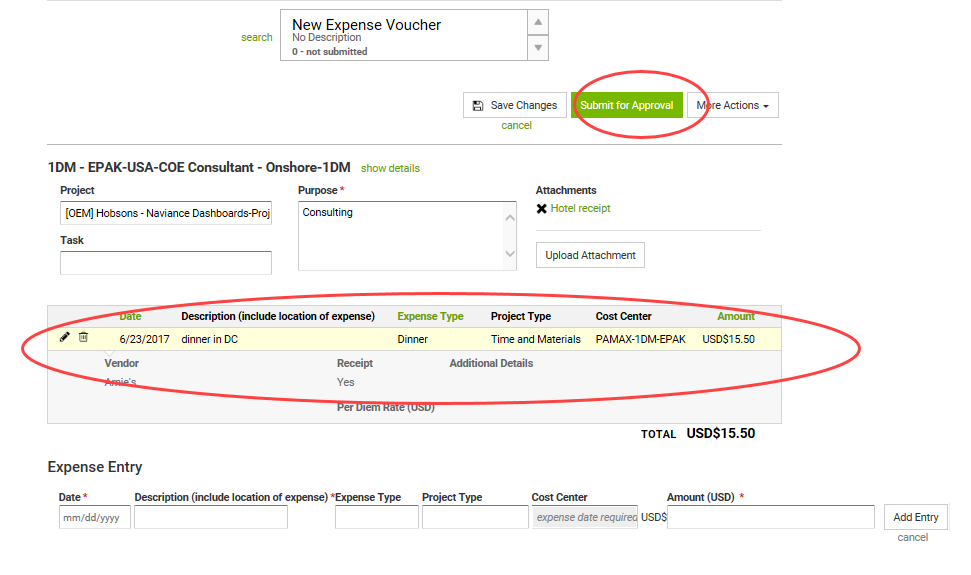 New Expense Voucher
search No Description
0 - not submitted
Save Changes Submit for Approval More Actions
cancel
1DM - EPAK-USA-COE Consultant - Onshore-1DM show details
Project Purpose * Attachments
[OEM] Hobsons - Naviance Dashboards-Proj Consulting Hotel receipt
Task
Upload Attachment
Date Description (include location of expense) Expense Type Project Type Cost Center Amount
6/23/2017 dinner in DC Dinner Time and Materials PAMAX-1DM-EPAK USD$15.50
Vendor Receipt Additional Details
Arnie's Yes
Per Diem Rate (USD)
TOTAL USD$15.50
Expense Entry
Date * Description (include location of expense) * Expense Type Project Type Cost Center Amount (USD) *
mm/dd/yyyy expense date required USD$ Add Entry
cancel